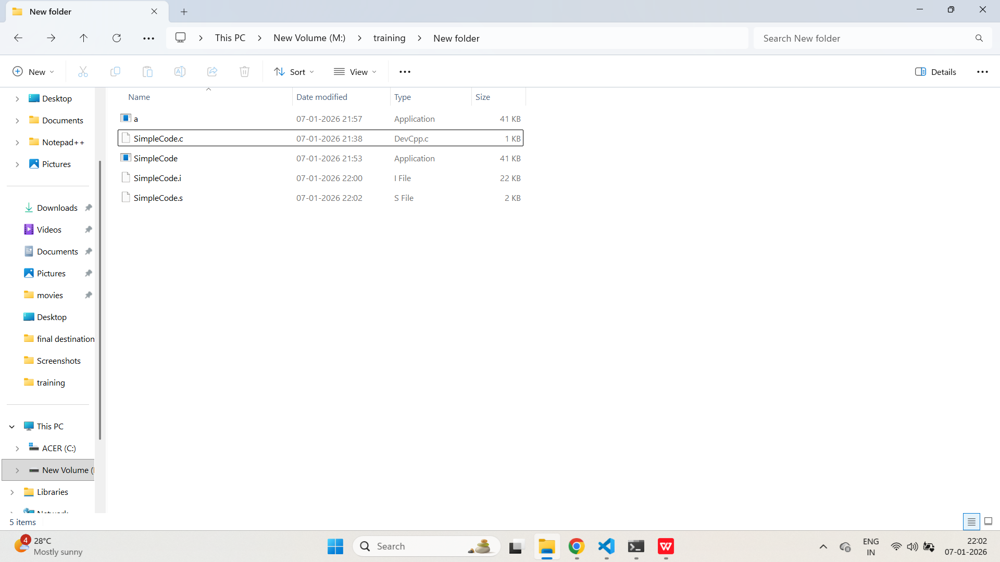 New folder
This PC
New Volume (M:)
training
New folder
Search New folder
New
Sort
View
Details
Desktop
Documents
Notepad++
Pictures
Downloads
Videos
Documents
Pictures
movies
Desktop
final destination
Screenshots
training
This PC
ACER (C:)
New Volume (
Libraries
Network
Name Date modified Type Size
a 07-01-2026 21:57 Application 41 KB
SimpleCode.c 07-01-2026 21:38 DevCpp.c 1 KB
SimpleCode 07-01-2026 21:53 Application 41 KB
SimpleCode.i 07-01-2026 22:00 I File 22 KB
SimpleCode.s 07-01-2026 22:02 S File 2 KB
5 items
4
28°C
Mostly sunny
Search
W
ENG
IN
22:02
07-01-2026